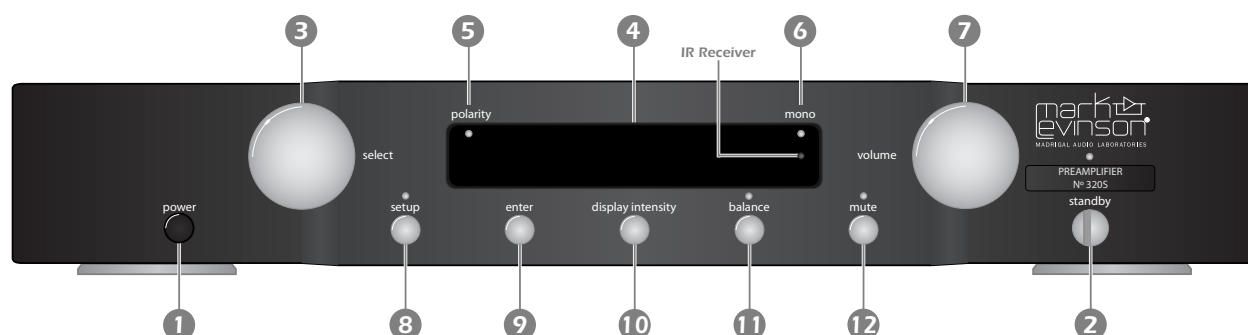 3
5
4
6
7
IR Receiver
polarity
mono
mark
levinson
MADRIGAL AUDIO LABORATORIES
select
volume
PREAMPLIFIER
Nº 320S
power
setup
enter
display intensity
balance
mute
standby
1
8
9
10
11
12
2